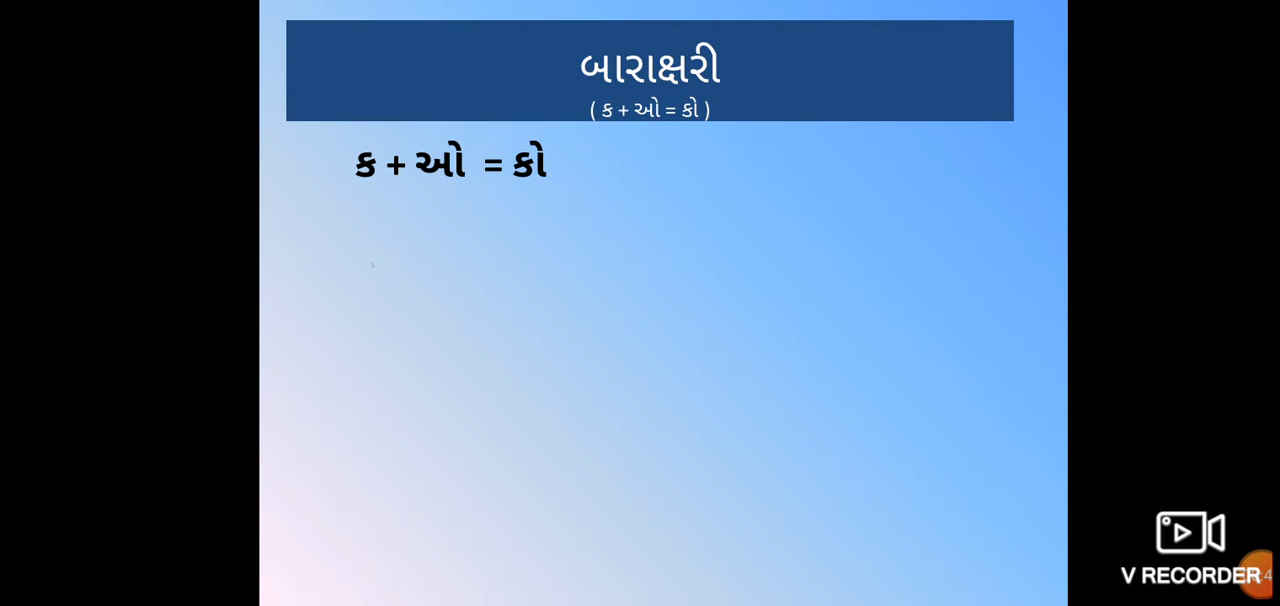 બારાક્ષરી
( ક + ઓ = કો )
ક + ઓ = કો
V RECORDER